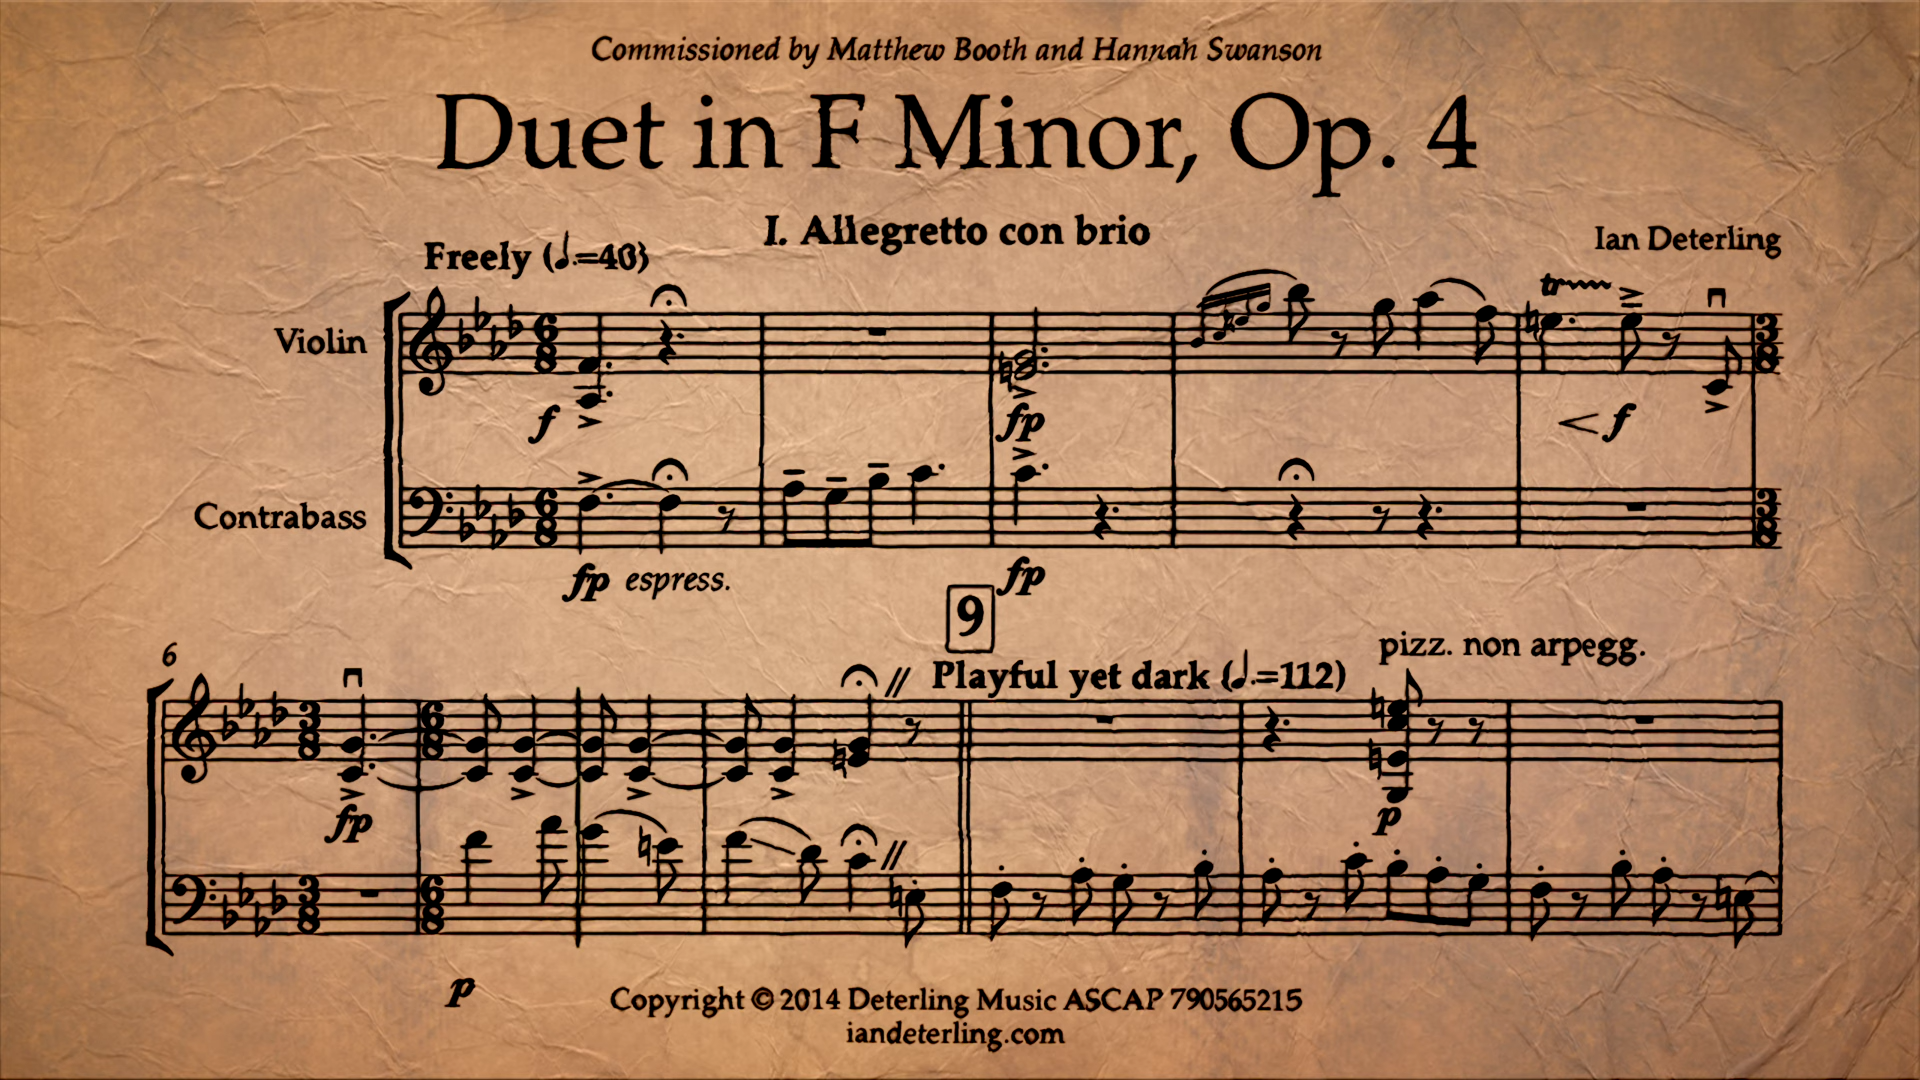 Commissioned by Matthew Booth and Hannah Swanson
Duet in F Minor, Op. 4
I. Allegretto con brio
Ian Deterling
Freely (♩.=40)
Violin
f
fp
f
Contrabass
fp espress.
fp
9
6
Playful yet dark (♩.=112)
pizz. non arpegg.
fp
p
p
Copyright © 2014 Deterling Music ASCAP 790565215
iandeterling.com